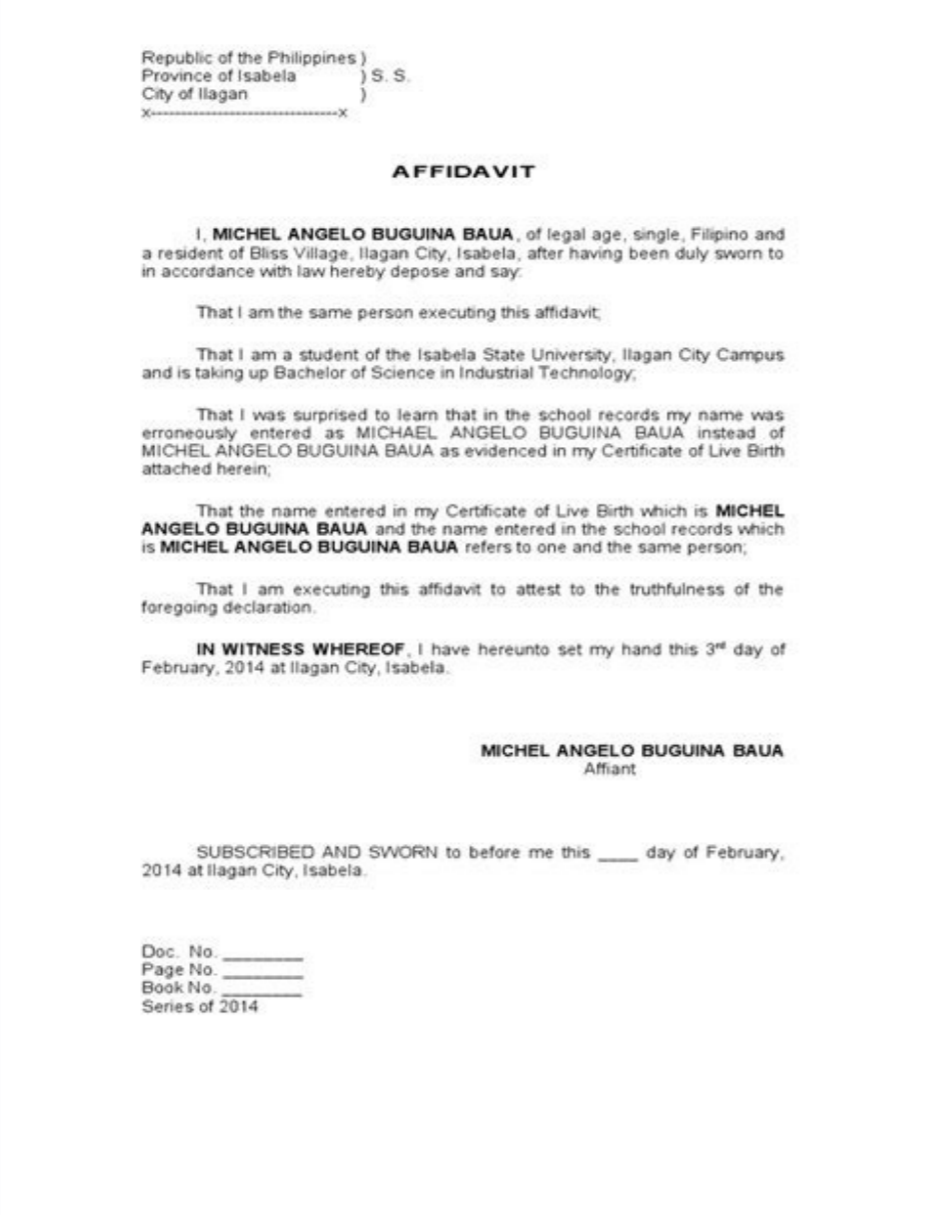 Republic of the Philippines )
Province of Isabela ) S. S.
City of Ilagan )
x---------------------------------x
AFFIDAVIT
I, MICHEL ANGELO BUGUINA BAUA, of legal age, single, Filipino and
a resident of Bliss Village, Ilagan City, Isabela, after having been duly sworn to
in accordance with law hereby depose and say:
That I am the same person executing this affidavit;
That I am a student of the Isabela State University, Ilagan City Campus
and is taking up Bachelor of Science in Industrial Technology;
That I was surprised to learn that in the school records my name was
erroneously entered as MICHAEL ANGELO BUGUINA BAUA instead of
MICHEL ANGELO BUGUINA BAUA as evidenced in my Certificate of Live Birth
attached herein;
That the name entered in my Certificate of Live Birth which is MICHEL
ANGELO BUGUINA BAUA and the name entered in the school records which
is MICHEL ANGELO BUGUINA BAUA refers to one and the same person;
That I am executing this affidavit to attest to the truthfulness of the
foregoing declaration.
IN WITNESS WHEREOF, I have hereunto set my hand this 3rd day of
February, 2014 at Ilagan City, Isabela.
MICHEL ANGELO BUGUINA BAUA
Affiant
SUBSCRIBED AND SWORN to before me this ____ day of February,
2014 at Ilagan City, Isabela.
Doc. No. ________
Page No. ________
Book No. ________
Series of 2014